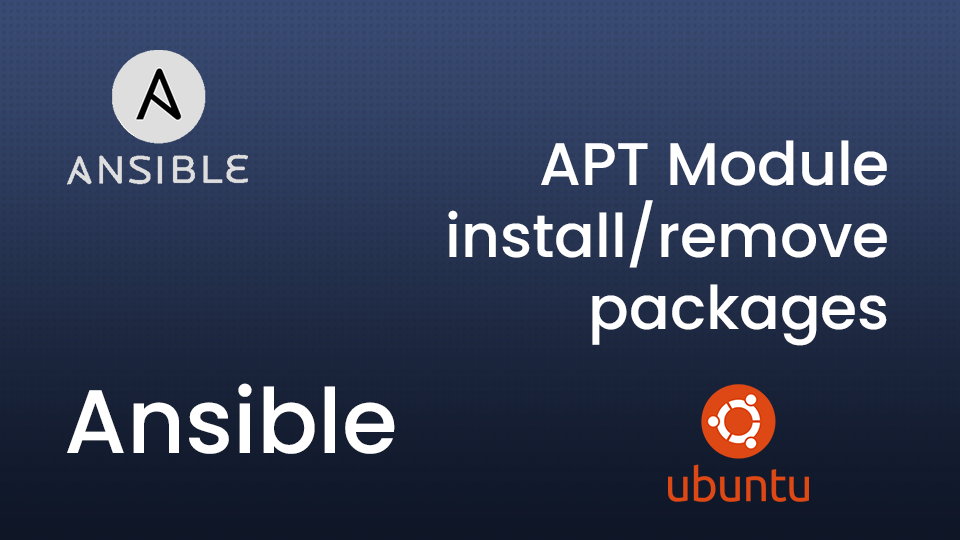 ANSIBLE
APT Module
install/remove
packages
Ansible
ubuntu